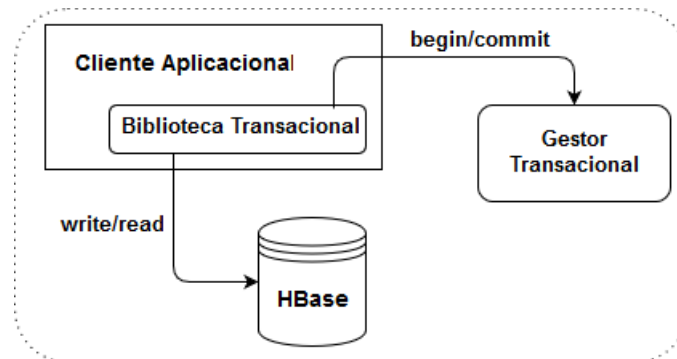 begin/commit
Cliente Aplicacional
Biblioteca Transacional
Gestor
Transacional
write/read
HBase